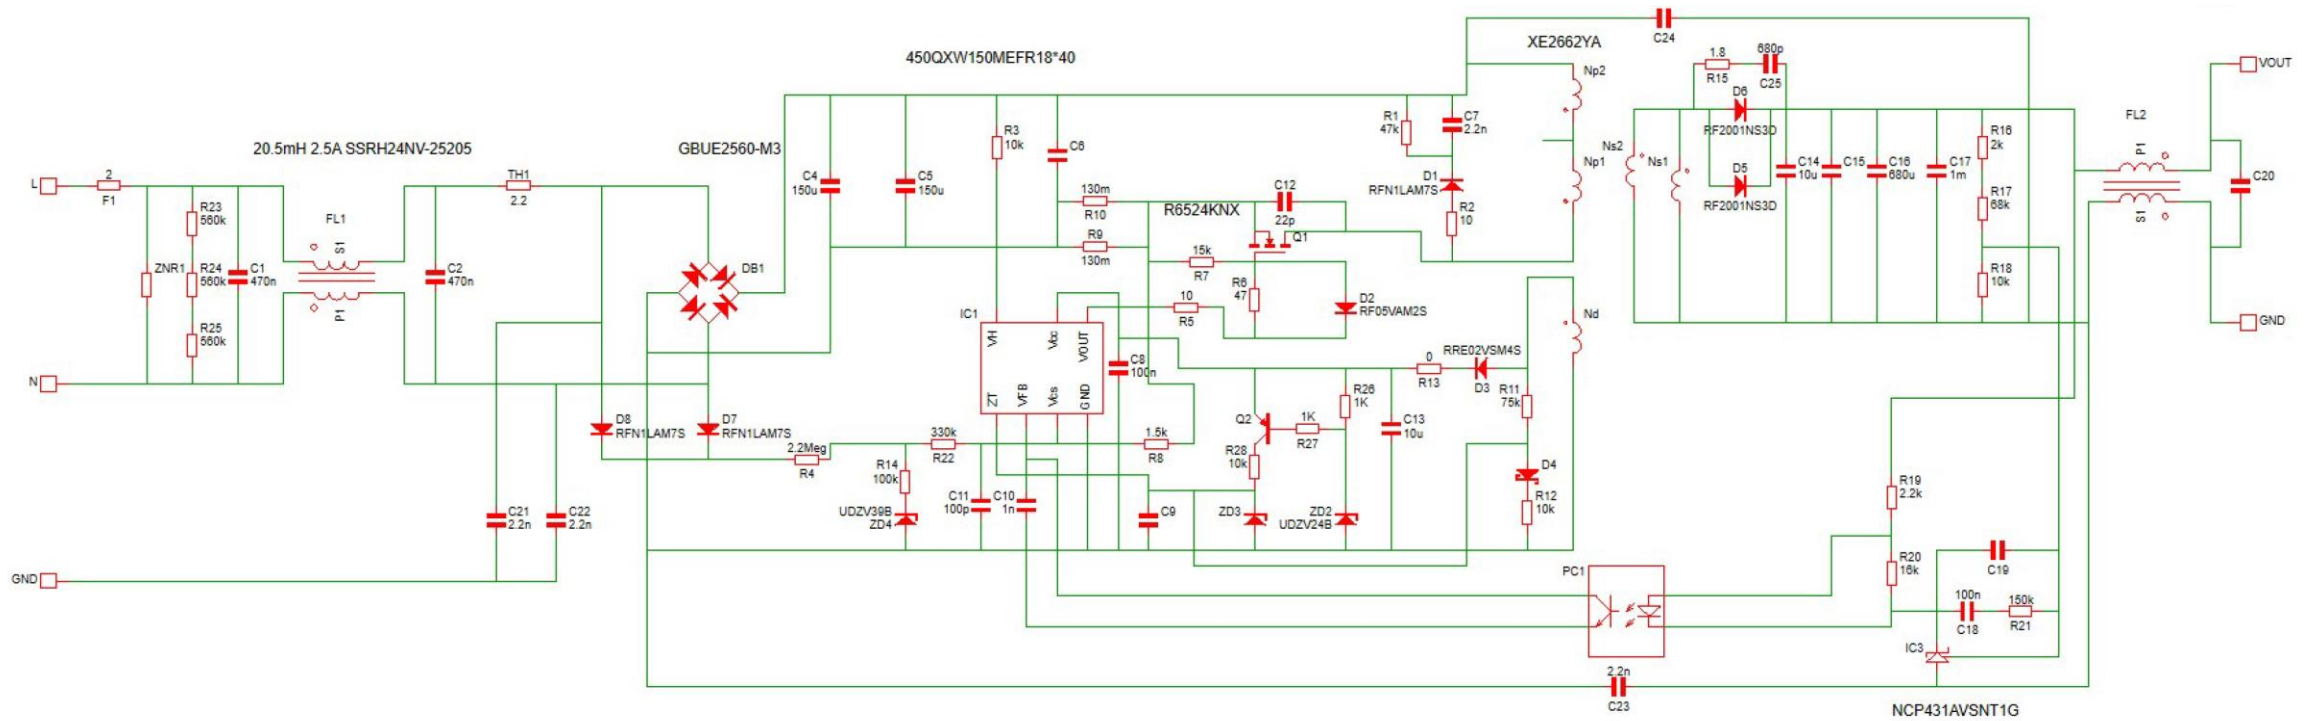 450QXW150MEFR18*40
XE2662YA
C24
1.8
R15
680p
C25
D6
RF2001NS3D
D5
RF2001NS3D
Np2
Np1
Ns2
Ns1
VOUT
FL2
P1
S1
C20
GND
20.5mH 2.5A SSRH24NV-25205
GBUE2560-M3
L
2
F1
ZNR1
R23
560k
R24
560k
R25
560k
C1
470n
FL1
S1
P1
C2
470n
TH1
2.2
DB1
N
C4
150u
C5
150u
R3
10k
C6
130m
R10
R9
130m
R6524KNX
C12
22p
Q1
15k
R7
R6
47
10
R5
D2
RF05VAM2S
R1
47k
C7
2.2n
D1
RFN1LAM7S
R2
10
C14
10u
C15
C16
680u
C17
1m
R16
2k
R17
68k
R18
10k
IC1
VH
Vcc
VOUT
ZT
VFB
Vcs
GND
C8
100n
Nd
0
R13
RRE02VSM4S
D3
R11
75k
D4
R12
10k
R26
1K
Q2
1K
R27
C13
10u
R28
10k
ZD3
ZD2
UDZV24B
D8
RFN1LAM7S
D7
RFN1LAM7S
2.2Meg
R4
330k
R22
R14
100k
UDZV39B
ZD4
C11
100p
C10
1n
1.5k
R8
C9
C21
2.2n
C22
2.2n
GND
R19
2.2k
R20
16k
PC1
C19
100n
C18
150k
R21
IC3
2.2n
C23
NCP431AVSNT1G